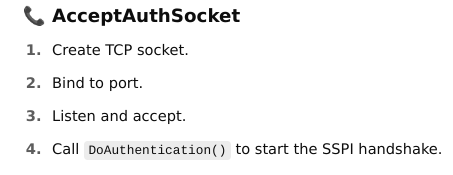 📞 AcceptAuthSocket
1. Create TCP socket.
2. Bind to port.
3. Listen and accept.
4. Call DoAuthentication() to start the SSPI handshake.